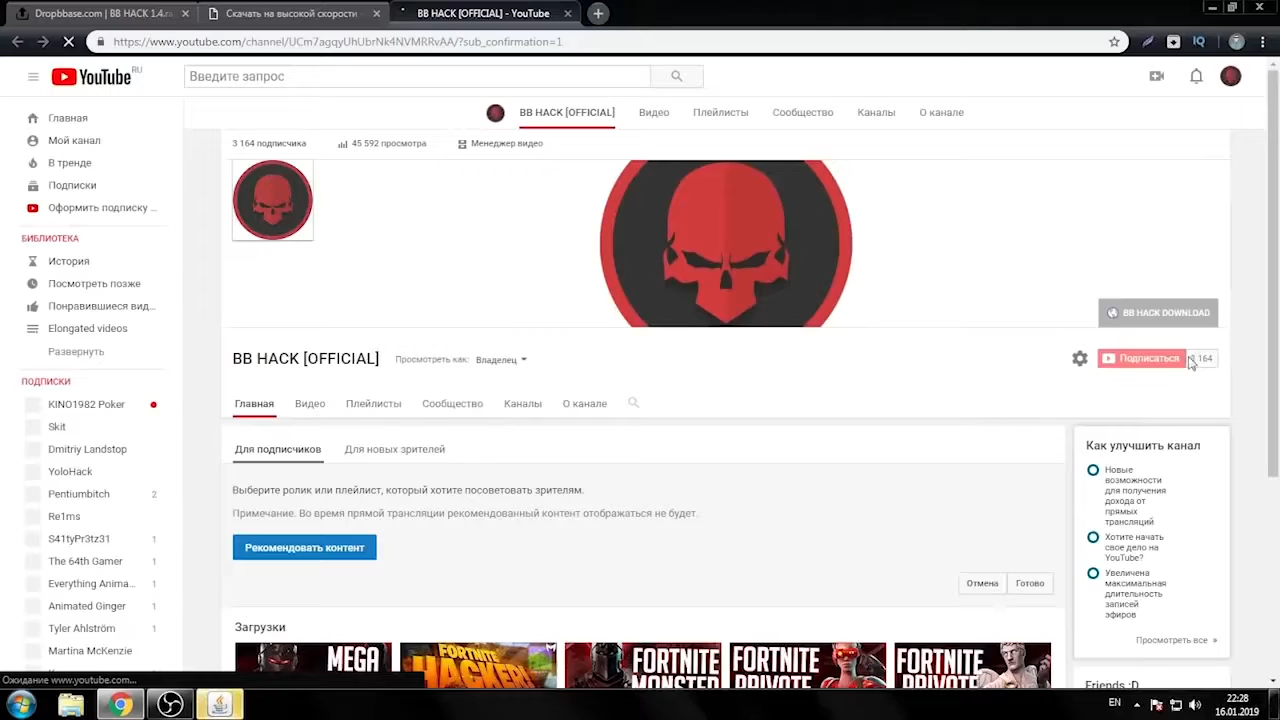 Dropbbase.com | BB HACK 1.4.r
Скачать на высокой скорости
BB HACK [OFFICIAL] - YouTube
https://www.youtube.com/channel/UCm7agqyUhUbrNk4NVMRRvAA/?sub_confirmation=1
IQ
YouTube RU
Введите запрос
BB HACK [OFFICIAL]
Видео
Плейлисты
Сообщество
Каналы
О канале
Главная
Мой канал
В тренде
Подписки
Оформить подписку ...
БИБЛИОТЕКА
История
Посмотреть позже
Понравившиеся вид...
Elongated videos
Развернуть
ПОДПИСКИ
KINO1982 Poker
Skit
Dmitriy Landstop
YoloHack
Pentiumbitch 2
Re1ms
S41tyPr3tz31 1
The 64th Gamer 1
Everything Anima... 1
Animated Ginger 1
Tyler Ahlström 1
Martina McKenzie
3 164 подписчика
45 592 просмотра
Менеджер видео
BB HACK DOWNLOAD
BB HACK [OFFICIAL]
Просмотреть как: Владелец
Подписаться
Главная
Видео
Плейлисты
Сообщество
Каналы
О канале
Для подписчиков
Для новых зрителей
Выберите ролик или плейлист, который хотите посоветовать зрителям.
Примечание. Во время прямой трансляции рекомендованный контент отображаться не будет.
Рекомендовать контент
Отмена
Готово
Загрузки
MEGA
FORTNITE
HACKER!
FORTNITE
MONSTER
FORTNITE
PRIVATE
FORTNITE
PRIVATE
Как улучшить канал
Новые
возможности
для получения
дохода от
прямых
трансляций
Хотите начать
свое дело на
YouTube?
Увеличена
максимальная
длительность
записей
эфиров
Просмотреть все »
Friends :D
Ожидание www.youtube.com...
EN
22:28
16.01.2019